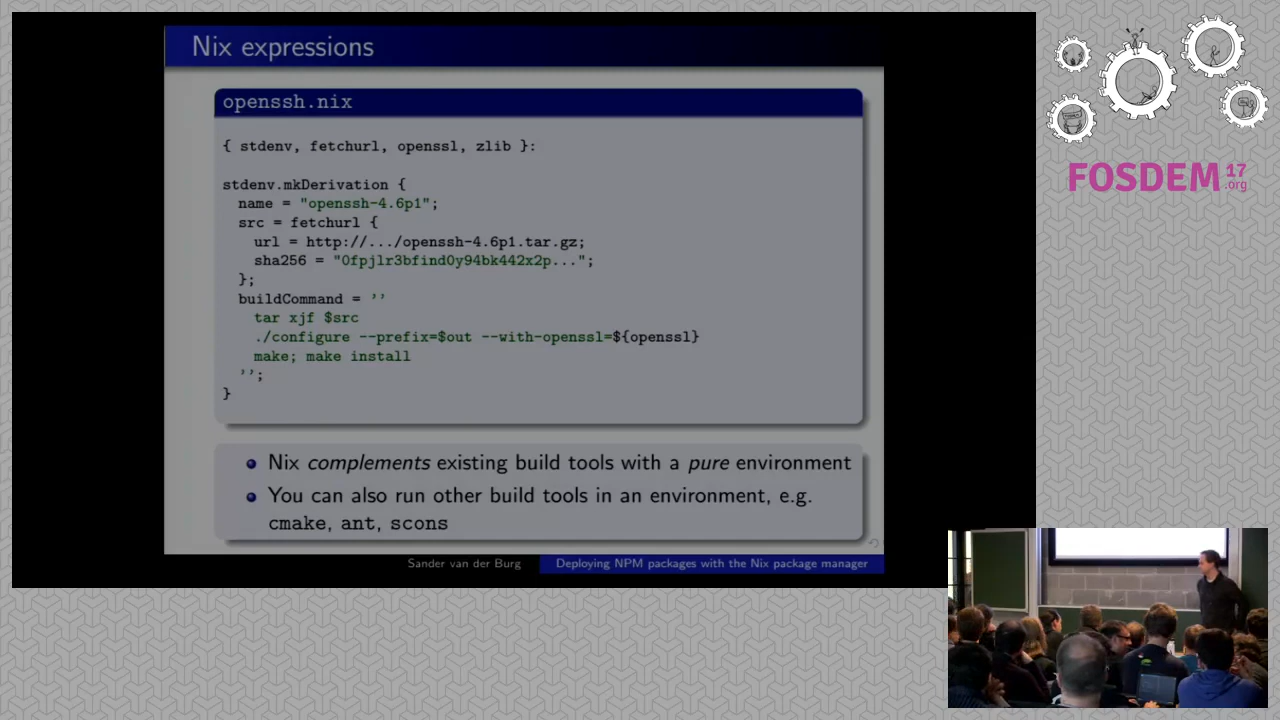 Nix expressions
openssh.nix
{ stdenv, fetchurl, openssl, zlib }:
stdenv.mkDerivation {
name = "openssh-4.6p1";
src = fetchurl {
url = http://.../openssh-4.6p1.tar.gz;
sha256 = "0fpjlr3bfind0y94bk442x2p...";
};
buildCommand = ’’
tar xjf $src
./configure --prefix=$out --with-openssl=${openssl}
make; make install
’’;
}
Nix complements existing build tools with a pure environment
You can also run other build tools in an environment, e.g.
cmake, ant, scons
Sander van der Burg
Deploying NPM packages with the Nix package manager
FOSDEM 17
.org